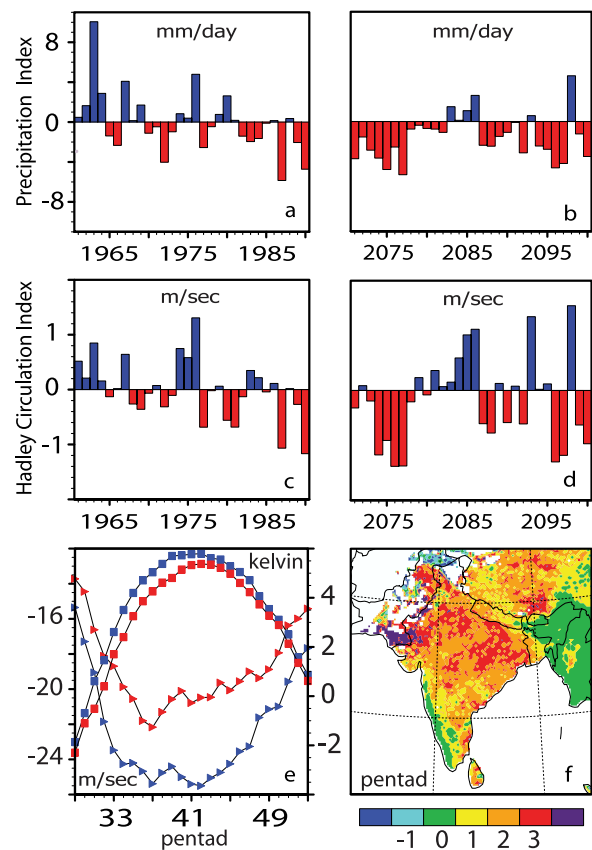 mm/day
mm/day
Precipitation Index
8
0
-8
a
b
1965 1975 1985
2075 2085 2095
m/sec
m/sec
Hadley Circulation Index
1
0
-1
c
d
1965 1975 1985
2075 2085 2095
kelvin
-16
-20
-24
4
2
0
-2
m/sec
e
33 41 49
pentad
pentad
f
-1 0 1 2 3